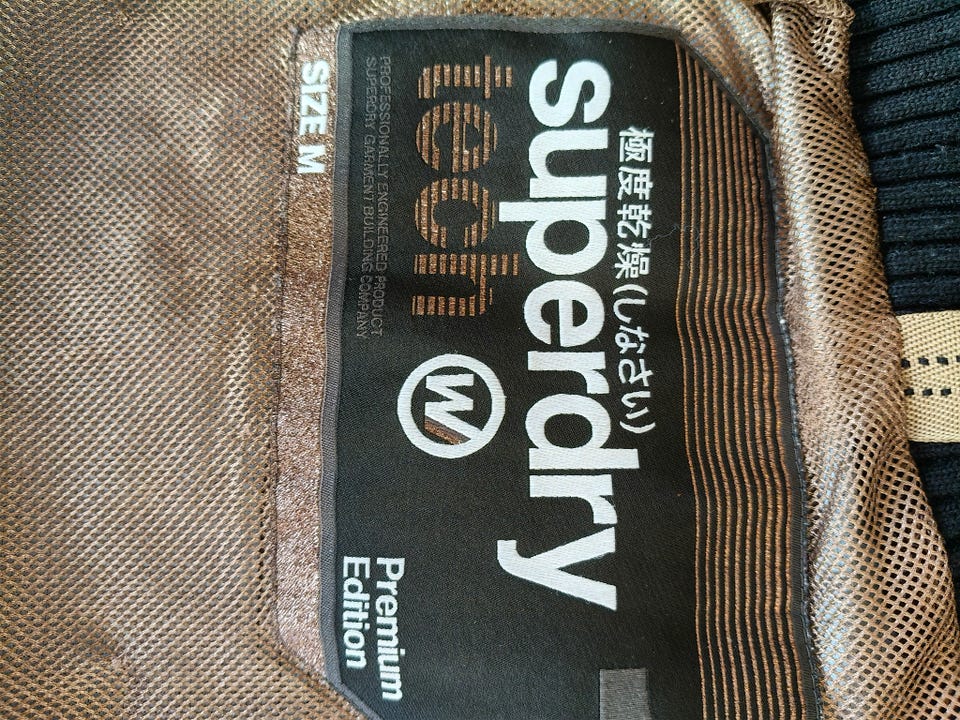 極度乾燥(しなさい)
superdry
tech
PROFESSIONALLY ENGINEERED PRODUCT
SUPERDRY GARMENT BUILDING COMPANY
W
Premium
Edition
SIZE M